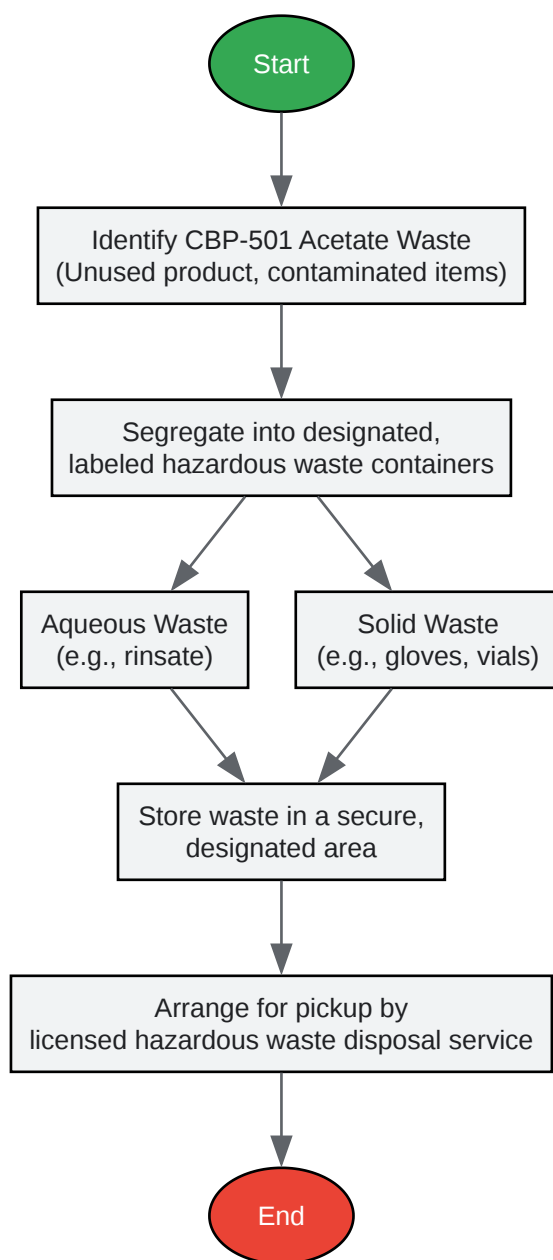 Start
Identify CBP-501 Acetate Waste
(Unused product, contaminated items)
Segregate into designated,
labeled hazardous waste containers
Aqueous Waste
(e.g., rinsate)
Solid Waste
(e.g., gloves, vials)
Store waste in a secure,
designated area
Arrange for pickup by
licensed hazardous waste disposal service
End